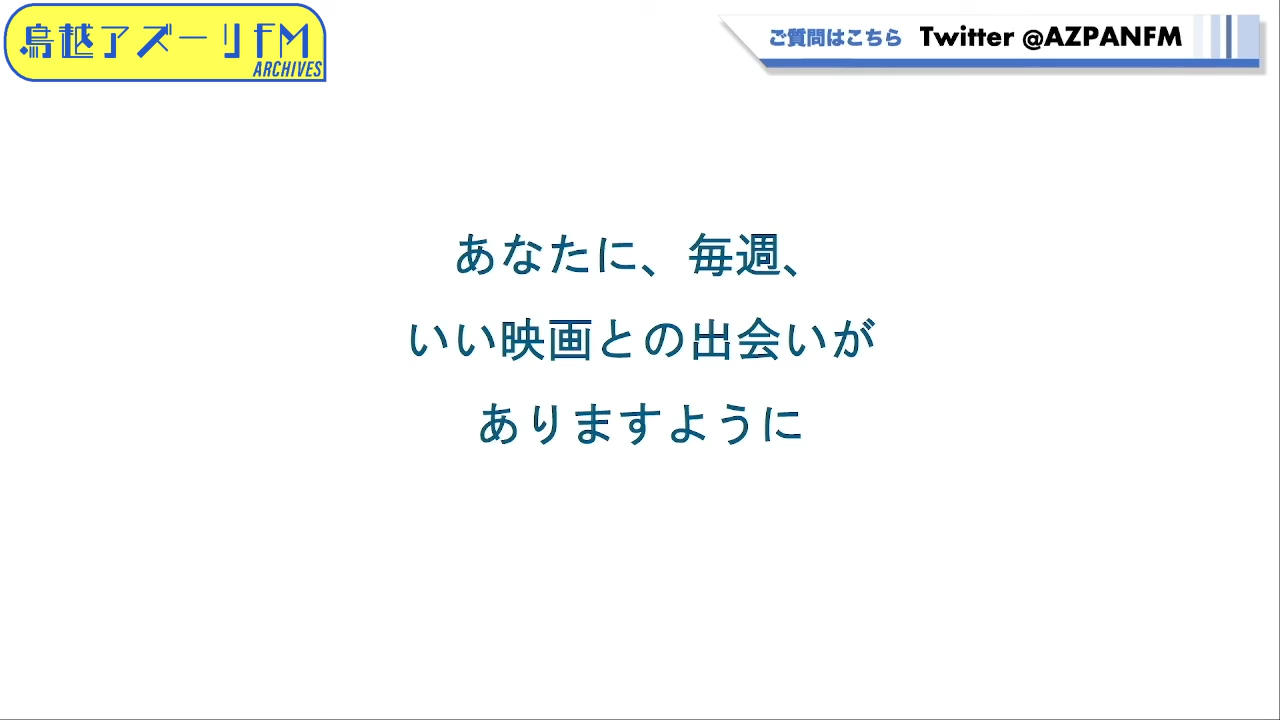 鳥越アズーリFM
ARCHIVES
ご質問はこちら Twitter @AZPANFM
あなたに、毎週、
いい映画との出会いが
ありますように